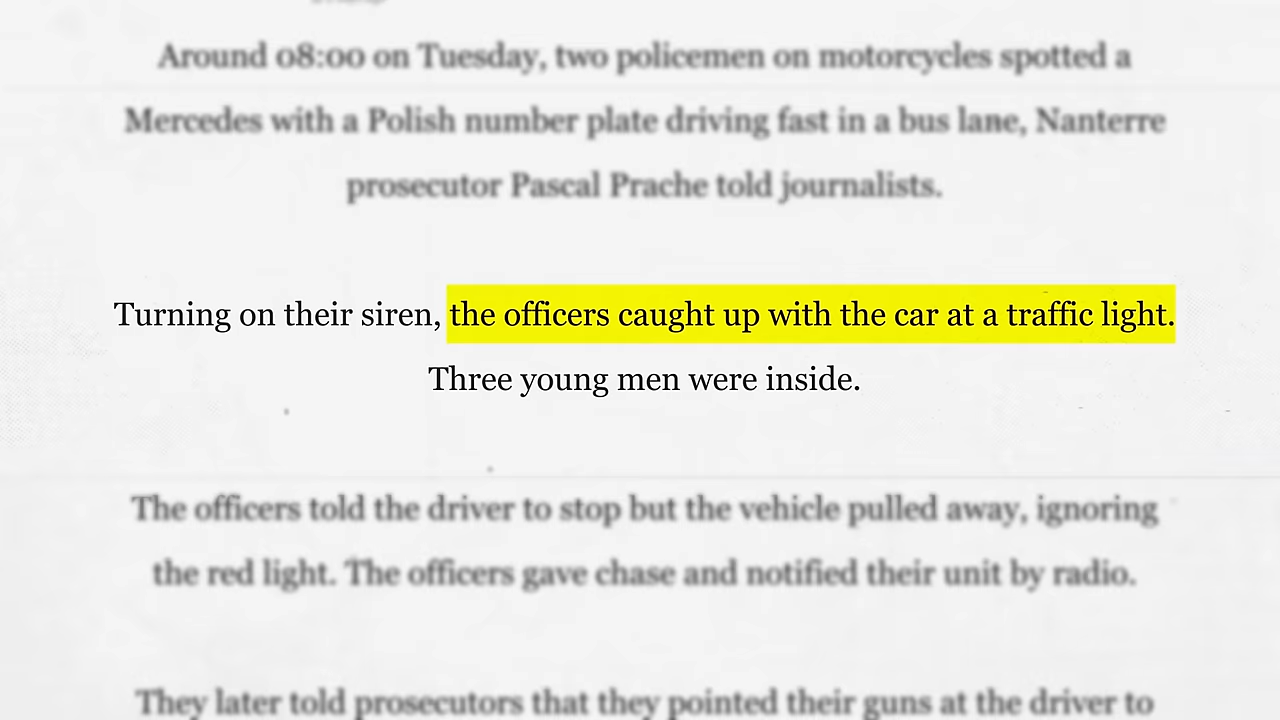 Around 08:00 on Tuesday, two policemen on motorcycles spotted a
Mercedes with a Polish number plate driving fast in a bus lane, Nanterre
prosecutor Pascal Prache told journalists.
Turning on their siren, the officers caught up with the car at a traffic light.
Three young men were inside.
The officers told the driver to stop but the vehicle pulled away, ignoring
the red light. The officers gave chase and notified their unit by radio.
They later told prosecutors that they pointed their guns at the driver to